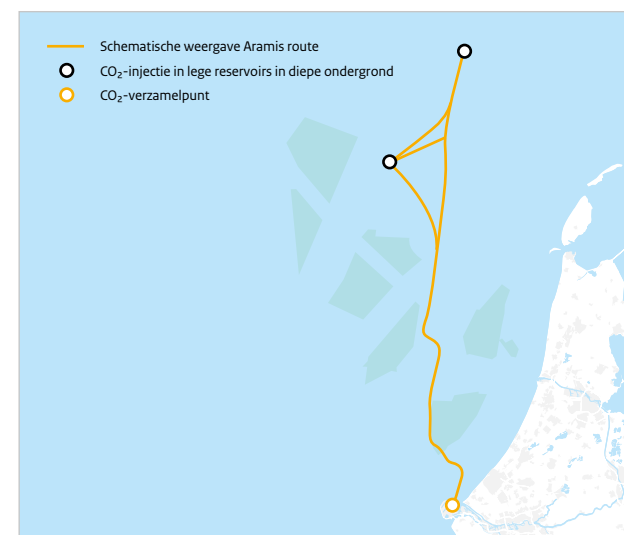 Schematische weergave Aramis route
CO₂-injectie in lege reservoirs in diepe ondergrond
CO₂-verzamelpunt